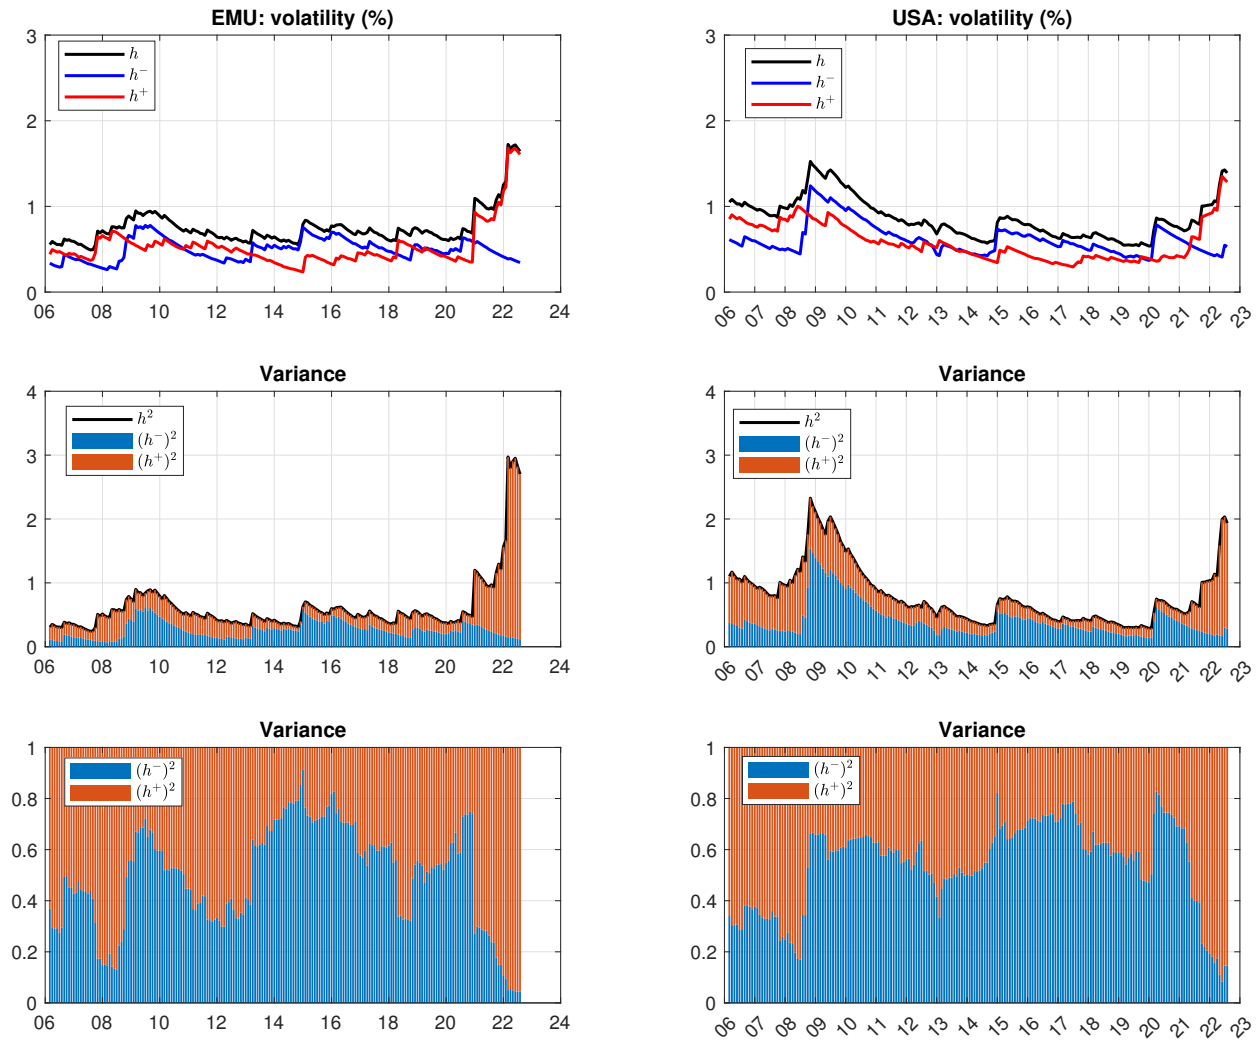 EMU: volatility (%)
3
2
1
0
h
h⁻
h⁺
06 08 10 12 14 16 18 20 22 24
USA: volatility (%)
3
2
1
0
h
h⁻
h⁺
06 07 08 09 10 11 12 13 14 15 16 17 18 19 20 21 22 23
Variance
4
3
2
1
0
h²
(h⁻)²
(h⁺)²
06 08 10 12 14 16 18 20 22 24
Variance
4
3
2
1
0
h²
(h⁻)²
(h⁺)²
06 07 08 09 10 11 12 13 14 15 16 17 18 19 20 21 22 23
Variance
1
0.8
0.6
0.4
0.2
0
(h⁻)²
(h⁺)²
06 08 10 12 14 16 18 20 22 24
Variance
1
0.8
0.6
0.4
0.2
0
(h⁻)²
(h⁺)²
06 07 08 09 10 11 12 13 14 15 16 17 18 19 20 21 22 23